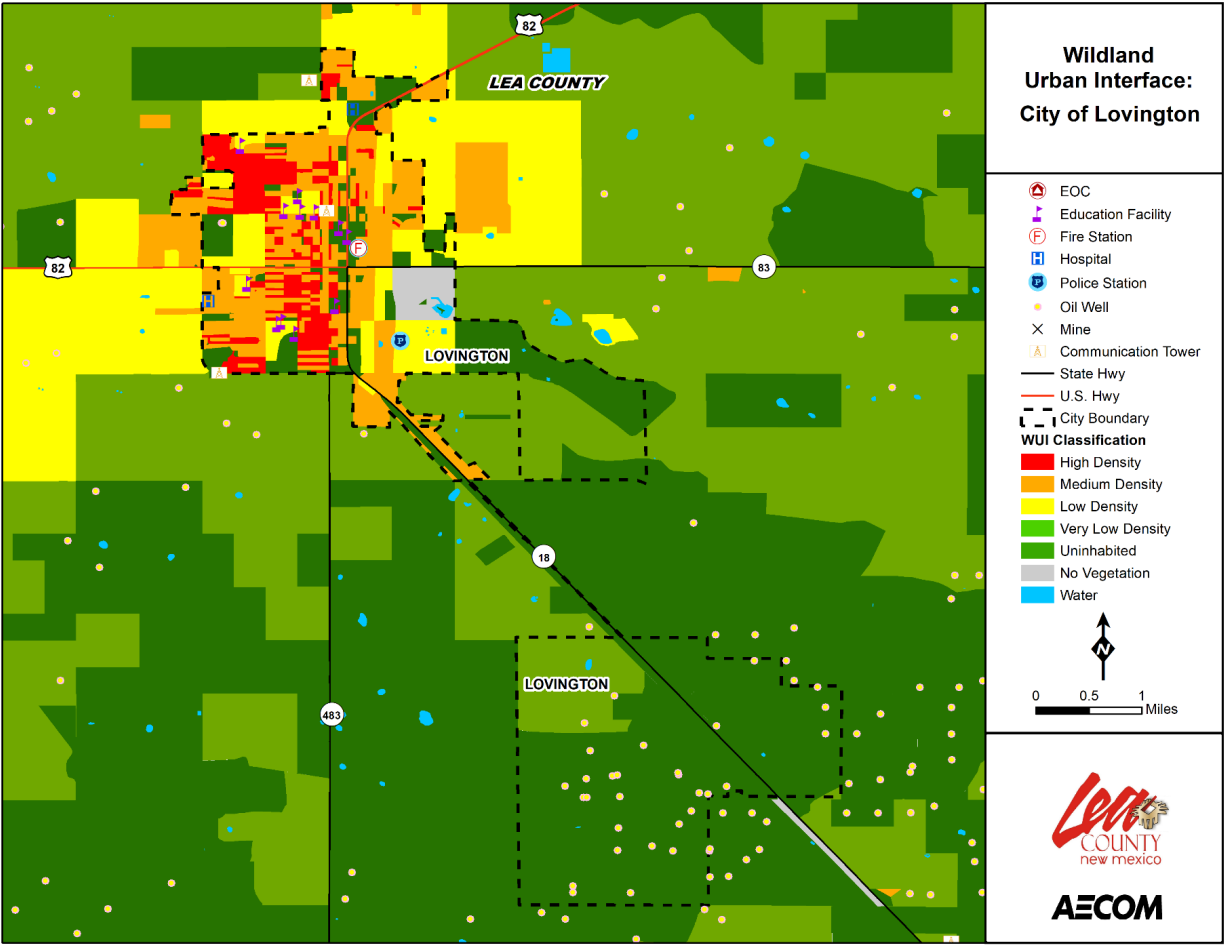 82
LEA COUNTY
82
83
F
H
H
P
LOVINGTON
18
LOVINGTON
483
Wildland
Urban Interface:
City of Lovington
EOC
Education Facility
F Fire Station
H Hospital
P Police Station
Oil Well
Mine
Communication Tower
State Hwy
U.S. Hwy
City Boundary
WUI Classification
High Density
Medium Density
Low Density
Very Low Density
Uninhabited
No Vegetation
Water
N
0 0.5 1
Miles
Lea
COUNTY
new mexico
AECOM